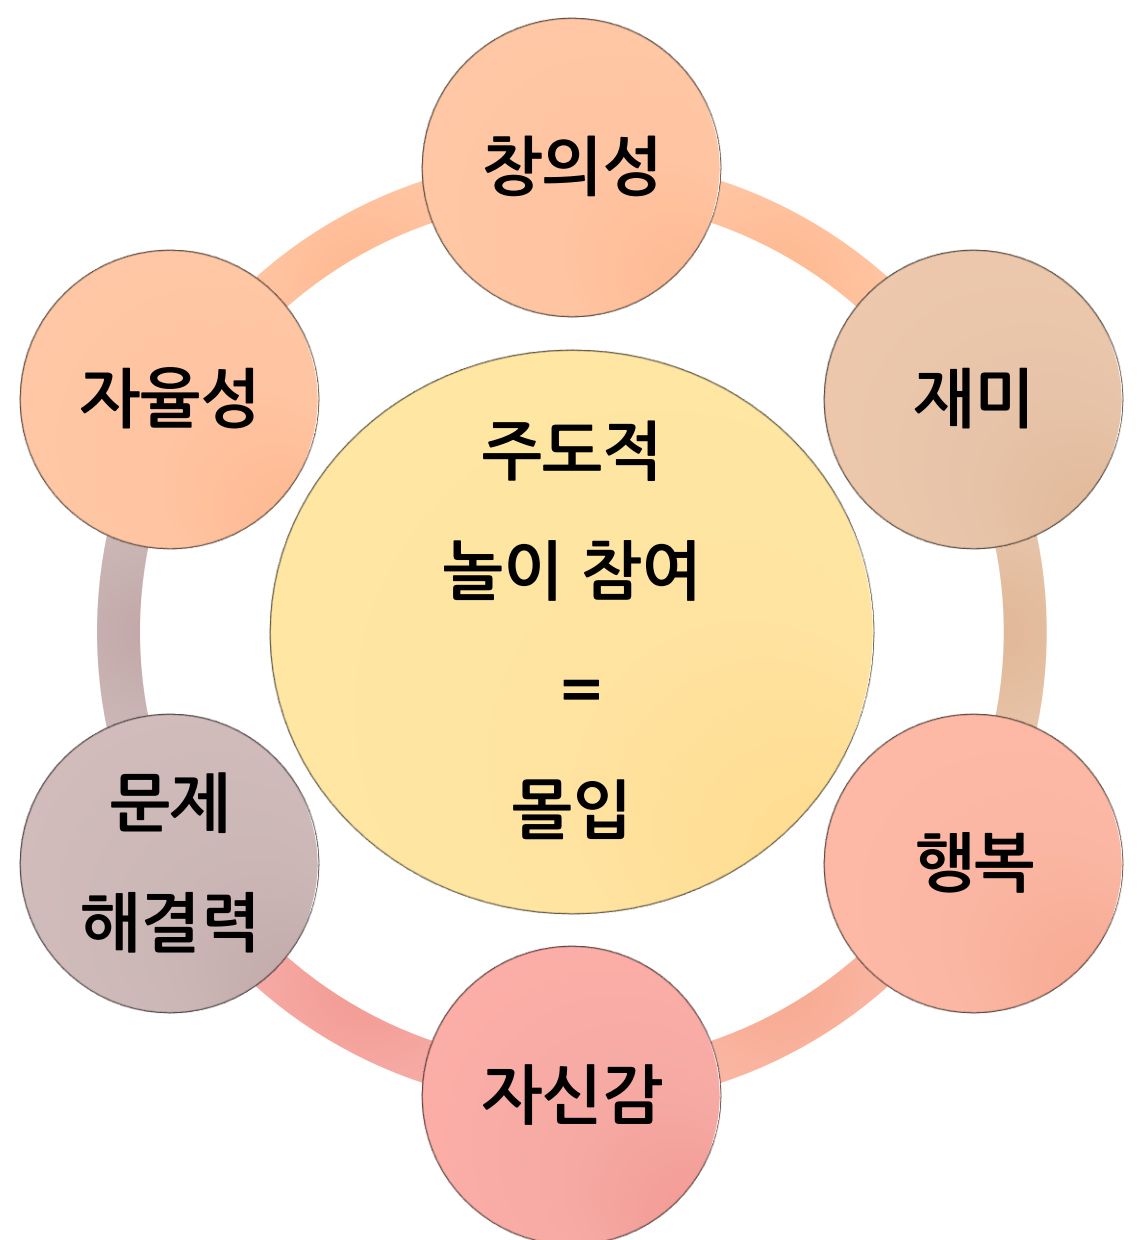 창의성
재미
행복
자신감
문제
해결력
자율성
주도적
놀이 참여
=
몰입